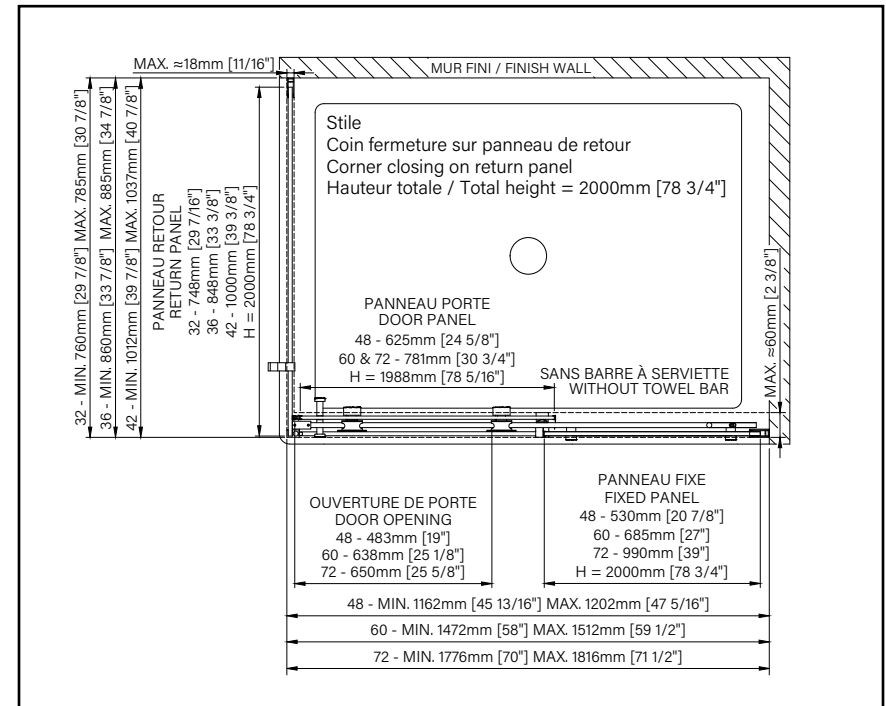 MAX. ≈18mm [11/16"]
MUR FINI / FINISH WALL
32 - MIN. 760mm [29 7/8"] MAX. 785mm [30 7/8"]
36 - MIN. 860mm [33 7/8"] MAX. 885mm [34 7/8"]
42 - MIN. 1012mm [39 7/8"] MAX. 1037mm [40 7/8"]
PANNEAU RETOUR
RETURN PANEL
32 - 748mm [29 7/16"]
36 - 848mm [33 3/8"]
42 - 1000mm [39 3/8"]
H = 2000mm [78 3/4"]
Stile
Coin fermeture sur panneau de retour
Corner closing on return panel
Hauteur totale / Total height = 2000mm [78 3/4"]
PANNEAU PORTE
DOOR PANEL
48 - 625mm [24 5/8"]
60 & 72 - 781mm [30 3/4"]
H = 1988mm [78 5/16"]
SANS BARRE À SERVIETTE
WITHOUT TOWEL BAR
MAX. ≈60mm [2 3/8"]
OUVERTURE DE PORTE
DOOR OPENING
48 - 483mm [19"]
60 - 638mm [25 1/8"]
72 - 650mm [25 5/8"]
PANNEAU FIXE
FIXED PANEL
48 - 530mm [20 7/8"]
60 - 685mm [27"]
72 - 990mm [39"]
H = 2000mm [78 3/4"]
48 - MIN. 1162mm [45 13/16"] MAX. 1202mm [47 5/16"]
60 - MIN. 1472mm [58"] MAX. 1512mm [59 1/2"]
72 - MIN. 1776mm [70"] MAX. 1816mm [71 1/2"]